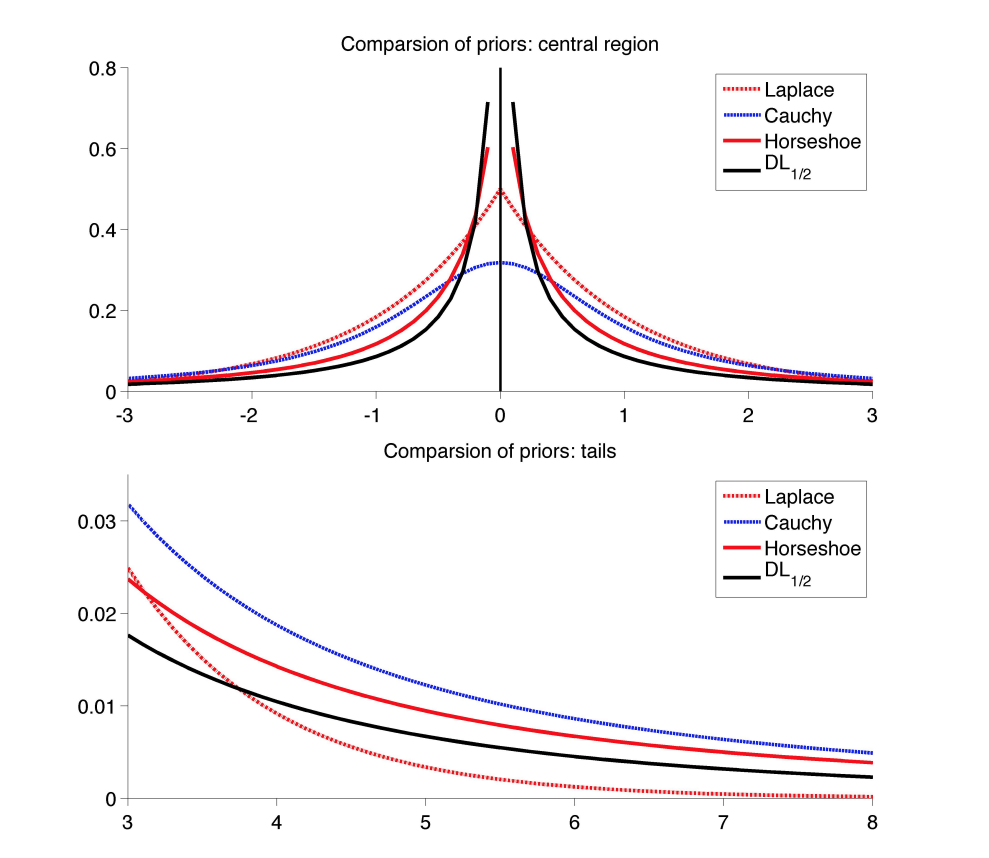 Comparsion of priors: central region
0.8
0.6
0.4
0.2
0
-3 -2 -1 0 1 2 3
Laplace
Cauchy
Horseshoe
DL1/2
Comparsion of priors: tails
0.03
0.02
0.01
0
3 4 5 6 7 8
Laplace
Cauchy
Horseshoe
DL1/2